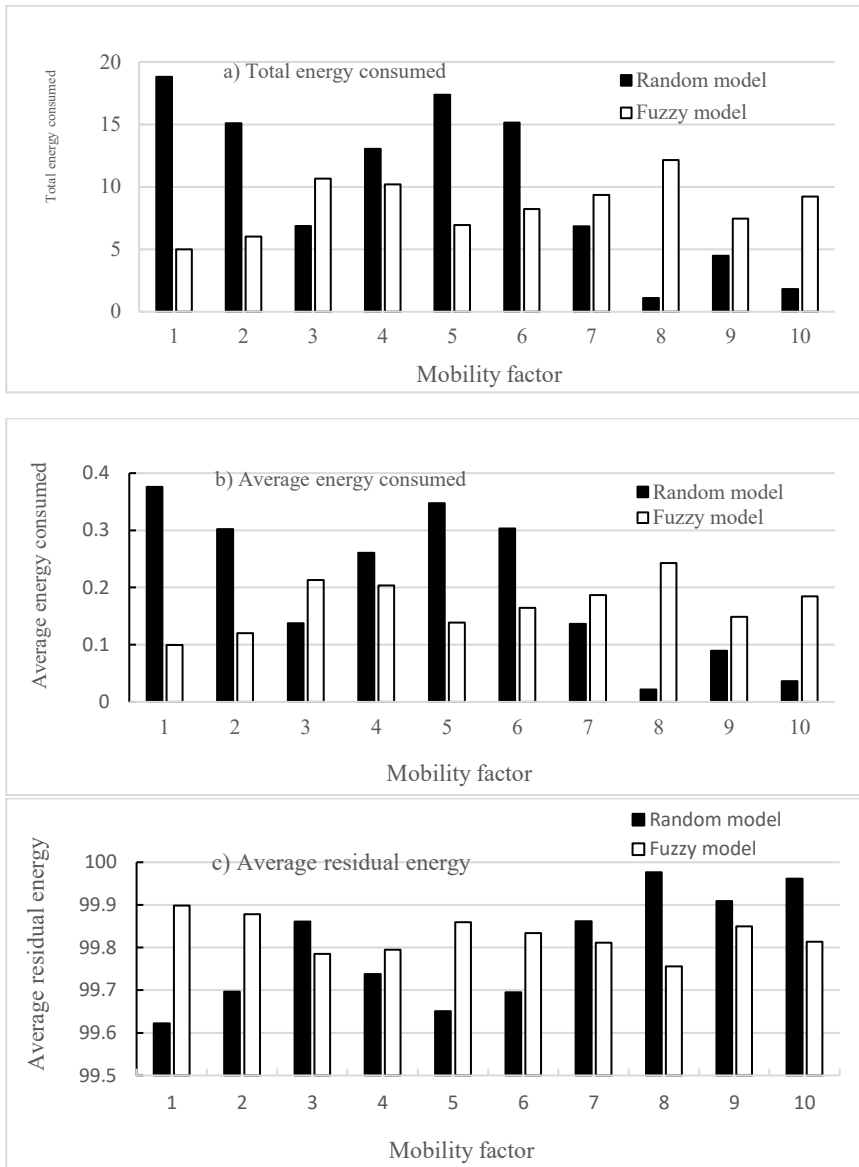 a) Total energy consumed
Random model
Fuzzy model
Total energy consumed
20
15
10
5
0
1 2 3 4 5 6 7 8 9 10
Mobility factor
b) Average energy consumed
Random model
Fuzzy model
Average energy consumed
0.4
0.3
0.2
0.1
0
1 2 3 4 5 6 7 8 9 10
Mobility factor
Random model
Fuzzy model
c) Average residual energy
Average residual energy
100
99.9
99.8
99.7
99.6
99.5
1 2 3 4 5 6 7 8 9 10
Mobility factor